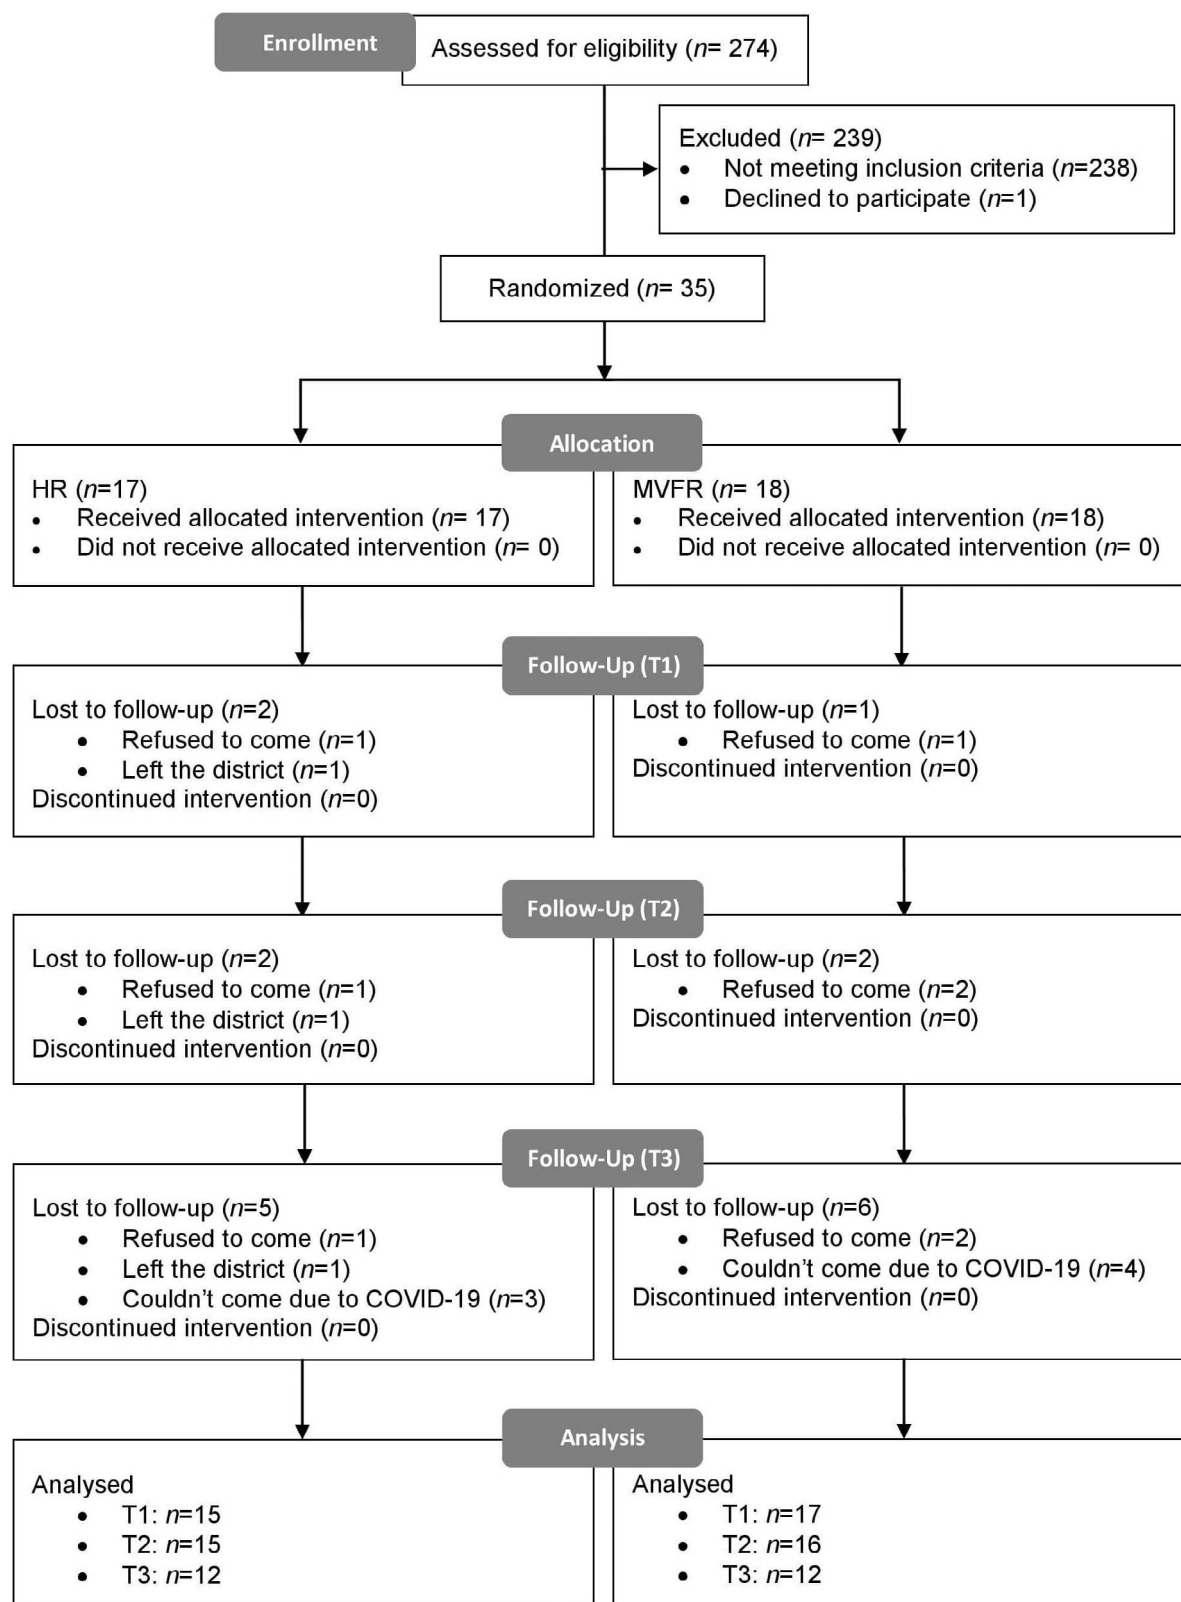 Enrollment
Assessed for eligibility (n= 274)
Excluded (n= 239)
• Not meeting inclusion criteria (n=238)
• Declined to participate (n=1)
Randomized (n= 35)
Allocation
HR (n=17)
• Received allocated intervention (n= 17)
• Did not receive allocated intervention (n= 0)
MVFR (n= 18)
• Received allocated intervention (n=18)
• Did not receive allocated intervention (n= 0)
Follow-Up (T1)
Lost to follow-up (n=2)
• Refused to come (n=1)
• Left the district (n=1)
Discontinued intervention (n=0)
Lost to follow-up (n=1)
• Refused to come (n=1)
Discontinued intervention (n=0)
Follow-Up (T2)
Lost to follow-up (n=2)
• Refused to come (n=1)
• Left the district (n=1)
Discontinued intervention (n=0)
Lost to follow-up (n=2)
• Refused to come (n=2)
Discontinued intervention (n=0)
Follow-Up (T3)
Lost to follow-up (n=5)
• Refused to come (n=1)
• Left the district (n=1)
• Couldn’t come due to COVID-19 (n=3)
Discontinued intervention (n=0)
Lost to follow-up (n=6)
• Refused to come (n=2)
• Couldn’t come due to COVID-19 (n=4)
Discontinued intervention (n=0)
Analysis
Analysed
• T1: n=15
• T2: n=15
• T3: n=12
Analysed
• T1: n=17
• T2: n=16
• T3: n=12